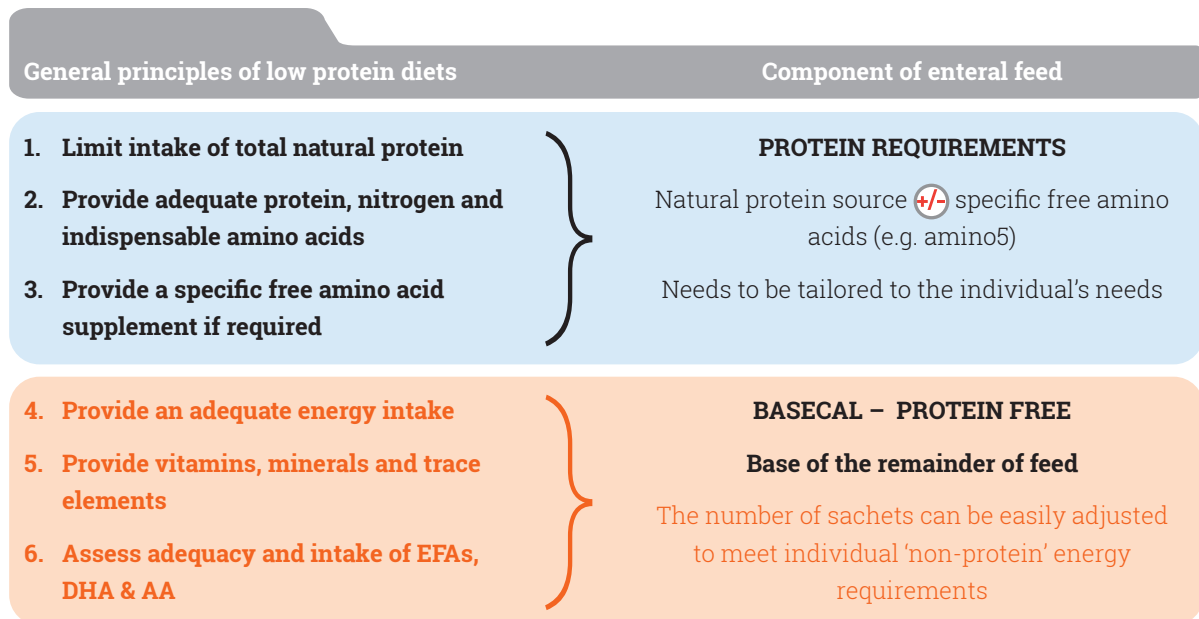 General principles of low protein diets
Component of enteral feed
1. Limit intake of total natural protein
2. Provide adequate protein, nitrogen and
indispensable amino acids
3. Provide a specific free amino acid
supplement if required
PROTEIN REQUIREMENTS
Natural protein source +/- specific free amino
acids (e.g. amino5)
Needs to be tailored to the individual’s needs
4. Provide an adequate energy intake
5. Provide vitamins, minerals and trace
elements
6. Assess adequacy and intake of EFAs,
DHA & AA
BASECAL – PROTEIN FREE
Base of the remainder of feed
The number of sachets can be easily adjusted
to meet individual ‘non-protein’ energy
requirements